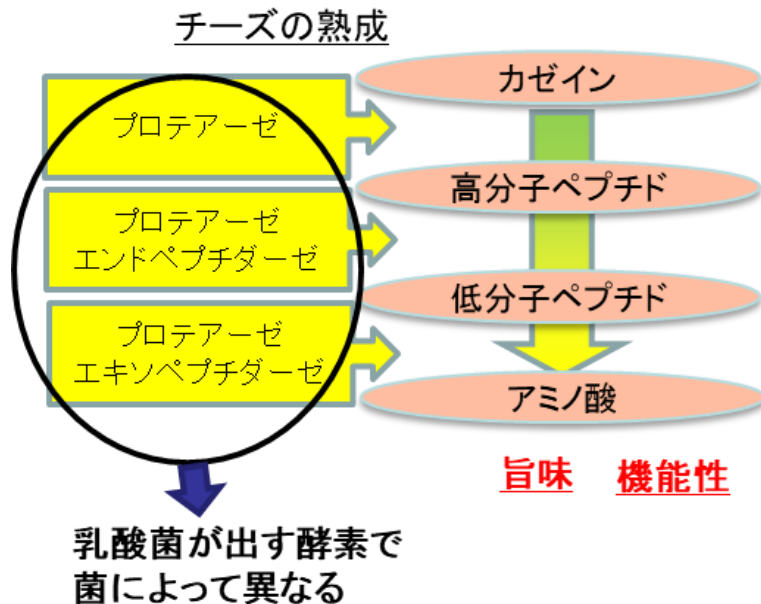 チーズの熟成
プロテアーゼ
カゼイン
高分子ペプチド
プロテアーゼ
エンドペプチダーゼ
低分子ペプチド
プロテアーゼ
エキソペプチダーゼ
アミノ酸
旨味 機能性
乳酸菌が出す酵素で
菌によって異なる